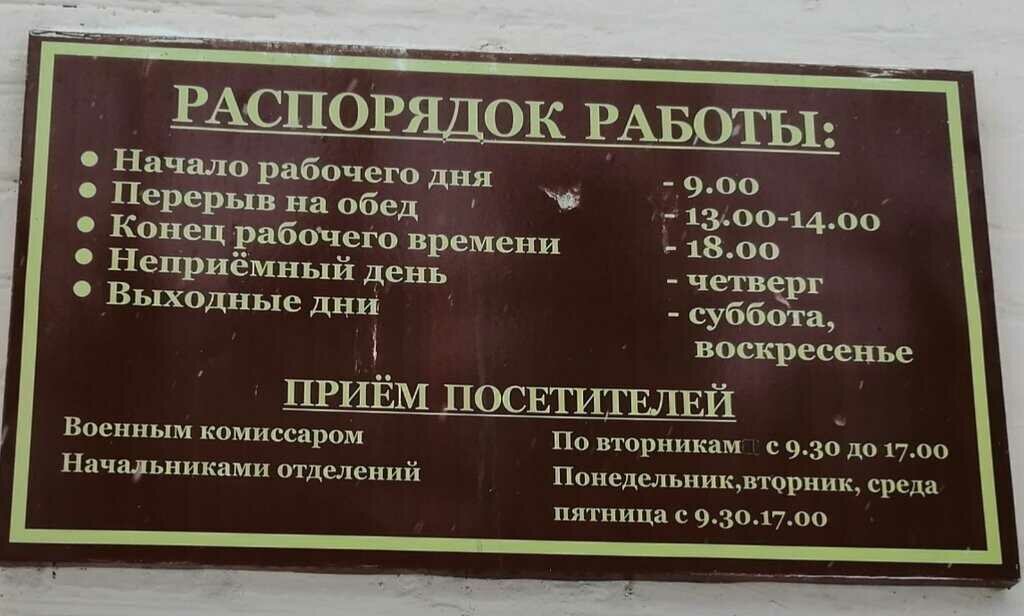 РАСПОРЯДОК РАБОТЫ:
• Начало рабочего дня - 9.00
• Перерыв на обед - 13.00-14.00
• Конец рабочего времени - 18.00
• Неприёмный день - четверг
• Выходные дни - суббота,
воскресенье
ПРИЁМ ПОСЕТИТЕЛЕЙ
Военным комиссаром По вторникам с 9.30 до 17.00
Начальниками отделений Понедельник,вторник, среда
пятница с 9.30.17.00